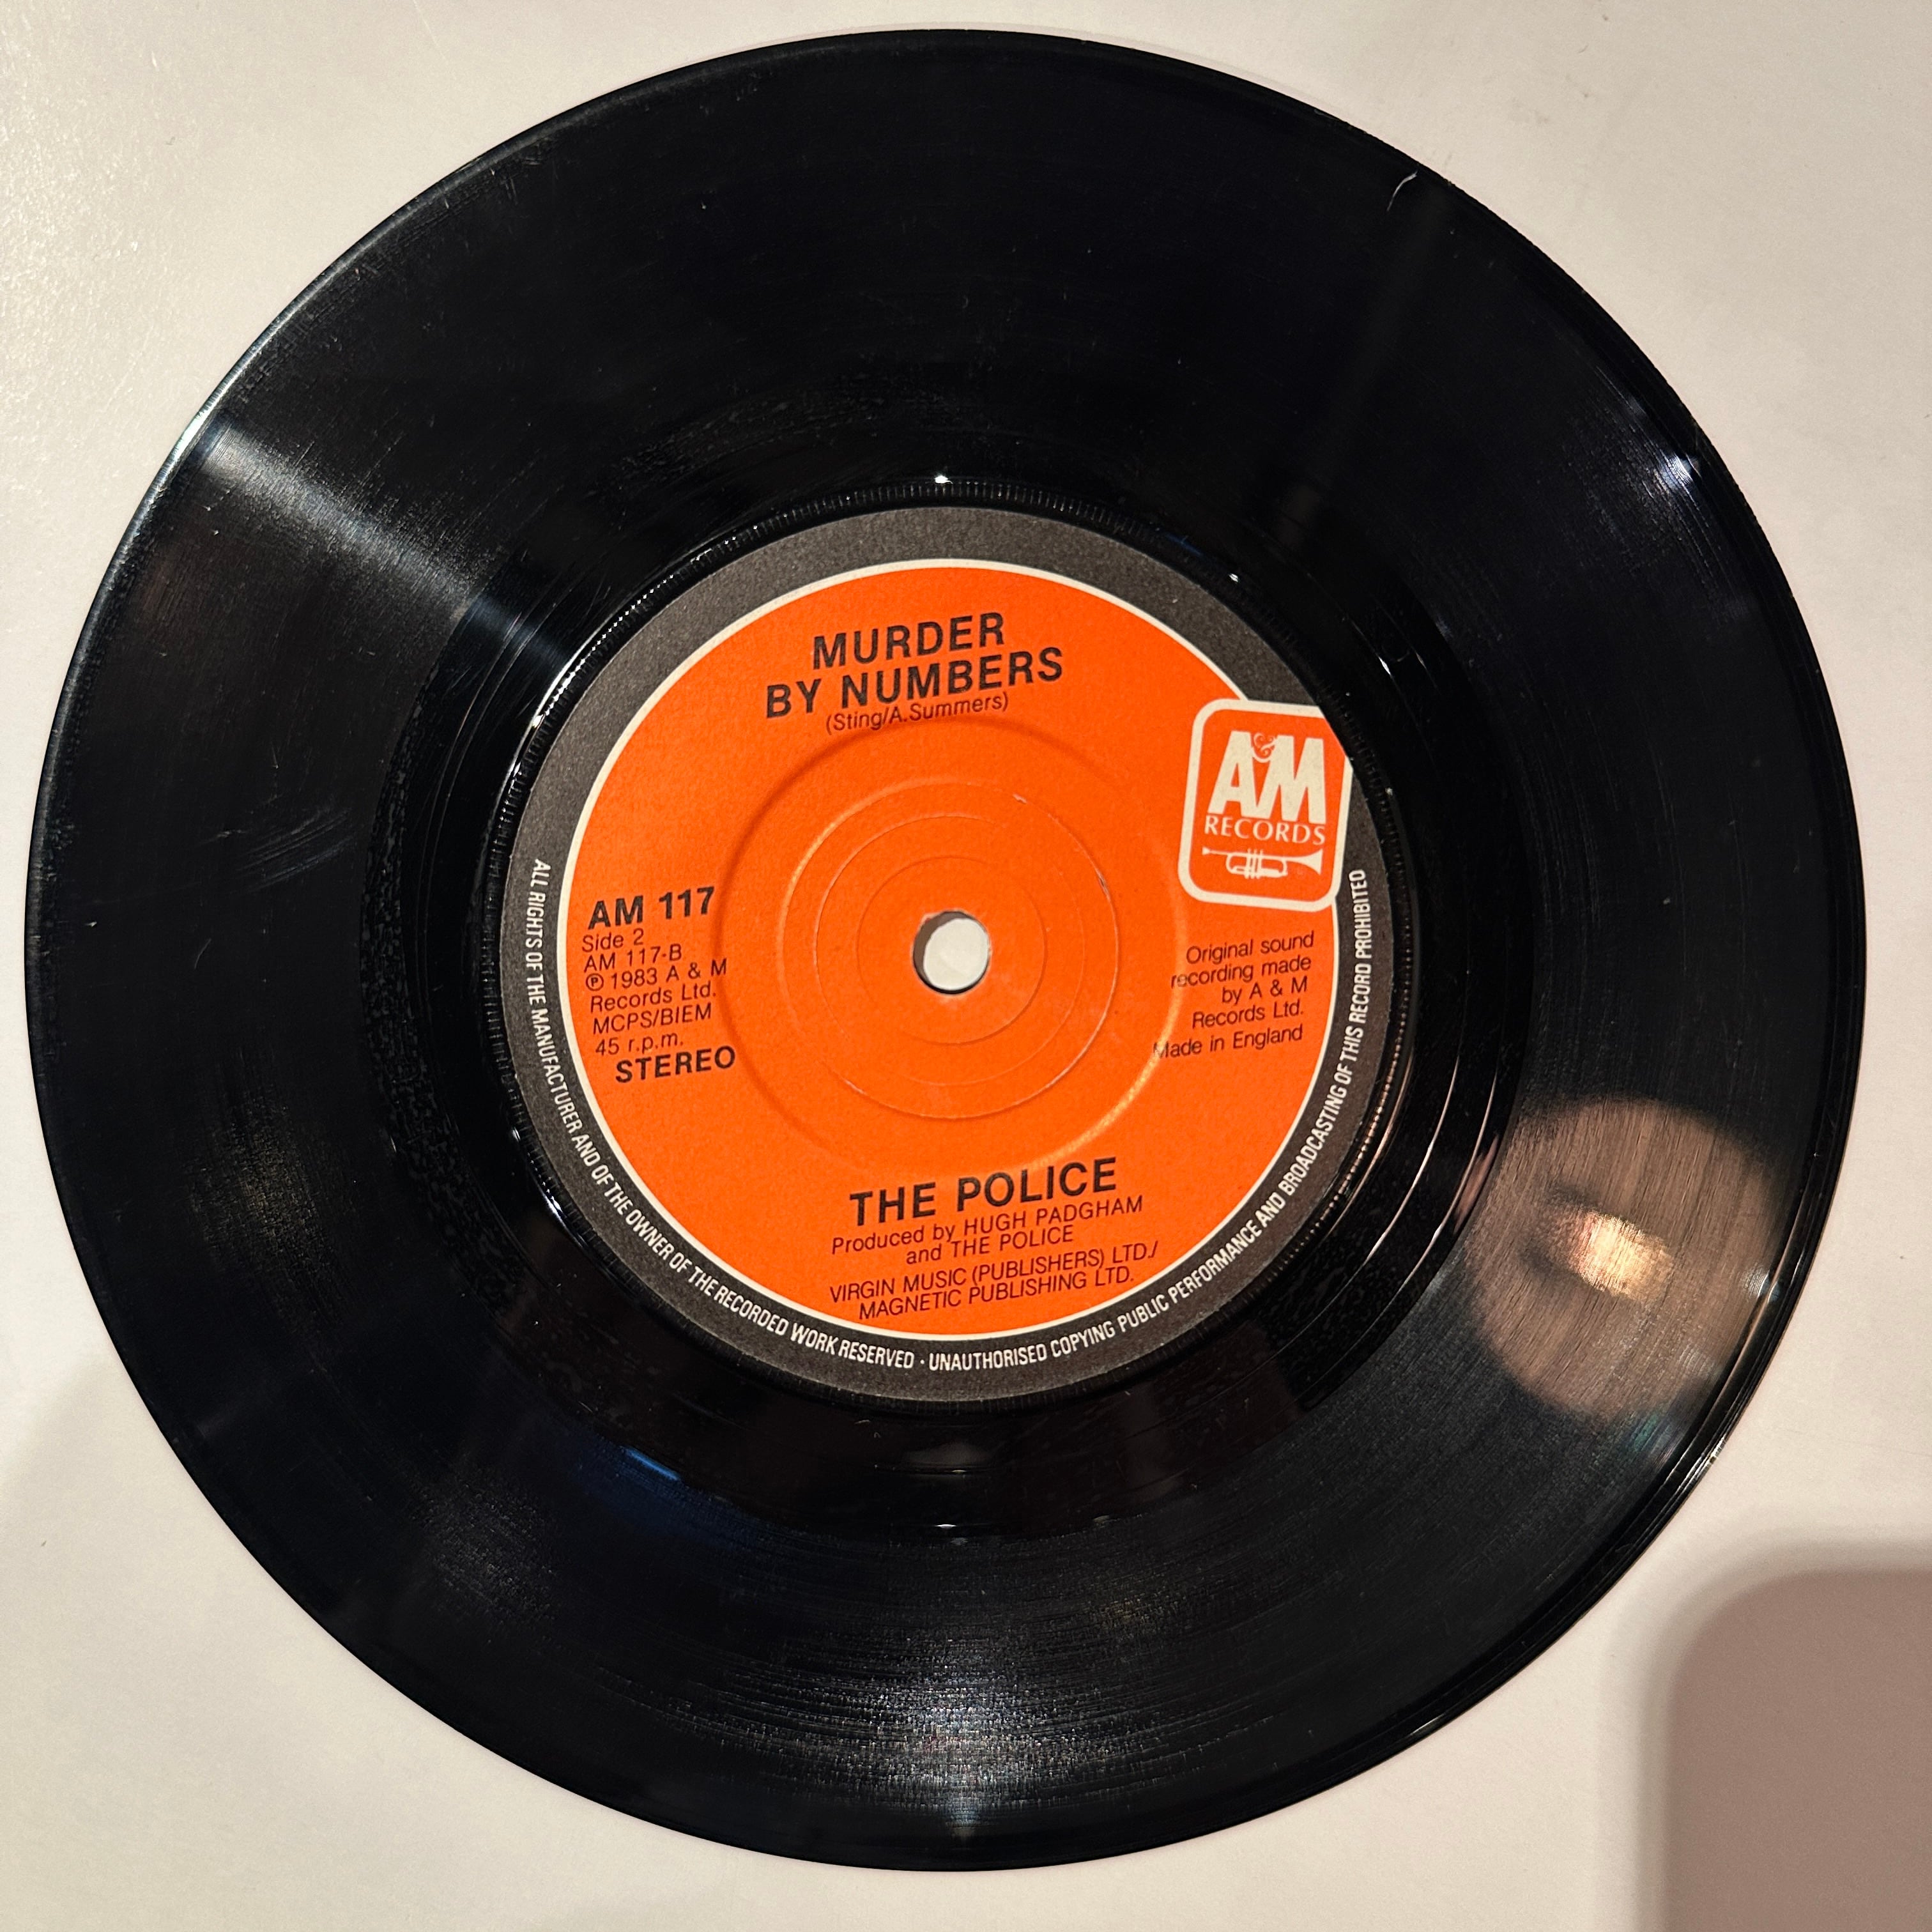 MURDER
BY NUMBERS
(Sting/A.Summers)
A&M
RECORDS
AM 117
Side 2
AM 117-B
℗ 1983 A & M
Records Ltd.
MCPS/BIEM
45 r.p.m.
STEREO
Original sound
recording made
by A & M
Records Ltd.
Made in England
THE POLICE
Produced by HUGH PADGHAM
and THE POLICE
VIRGIN MUSIC (PUBLISHERS) LTD./
MAGNETIC PUBLISHING LTD.
ALL RIGHTS OF THE MANUFACTURER AND OF THE OWNER OF THE RECORDED WORK RESERVED · UNAUTHORISED COPYING PUBLIC PERFORMANCE AND BROADCASTING OF THIS RECORD PROHIBITED